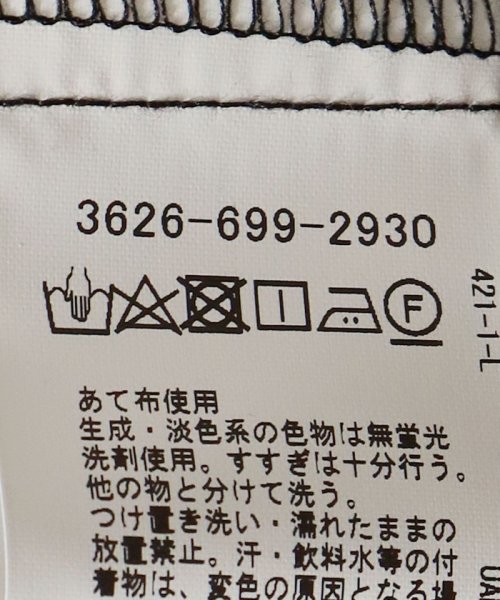 3626-699-2930
F
421-1-L
あて布使用
生成・淡色系の色物は無蛍光
洗剤使用。すすぎは十分行う。
他の物と分けて洗う。
つけ置き洗い・濡れたままの
放置禁止。汗・飲料水等の付
着物は、変色の原因となる場